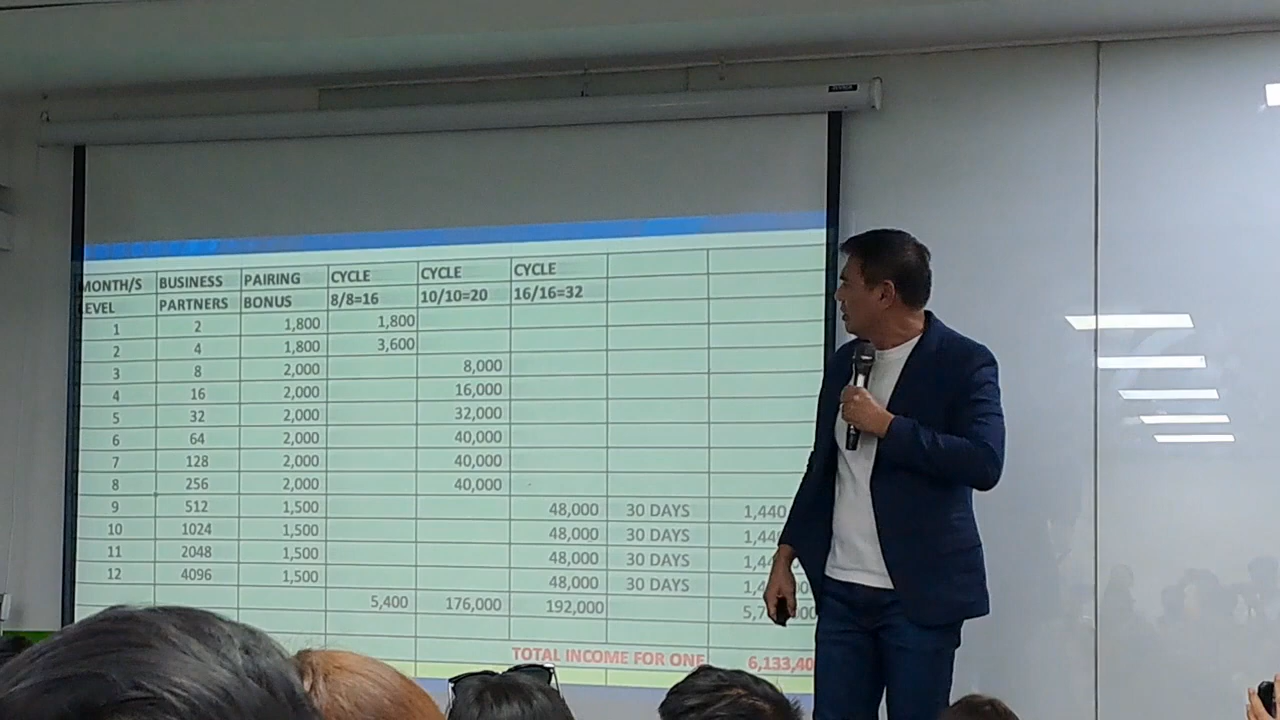 MONTH/S BUSINESS PAIRING CYCLE CYCLE CYCLE
LEVEL PARTNERS BONUS 8/8=16 10/10=20 16/16=32
1 2 1,800 1,800
2 4 1,800 3,600
3 8 2,000 8,000
4 16 2,000 16,000
5 32 2,000 32,000
6 64 2,000 40,000
7 128 2,000 40,000
8 256 2,000 40,000
9 512 1,500 48,000 30 DAYS 1,440
10 1024 1,500 48,000 30 DAYS
11 2048 1,500 48,000 30 DAYS
12 4096 1,500 48,000 30 DAYS
5,400 176,000 192,000
TOTAL INCOME FOR ONE 6,133,40